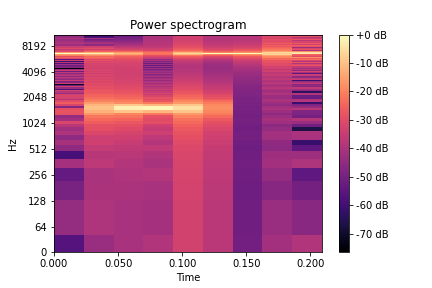 Power spectrogram
8192
4096
2048
1024
512
256
128
64
0
Hz
0.000 0.050 0.100 0.150 0.200
Time
+0 dB
-10 dB
-20 dB
-30 dB
-40 dB
-50 dB
-60 dB
-70 dB